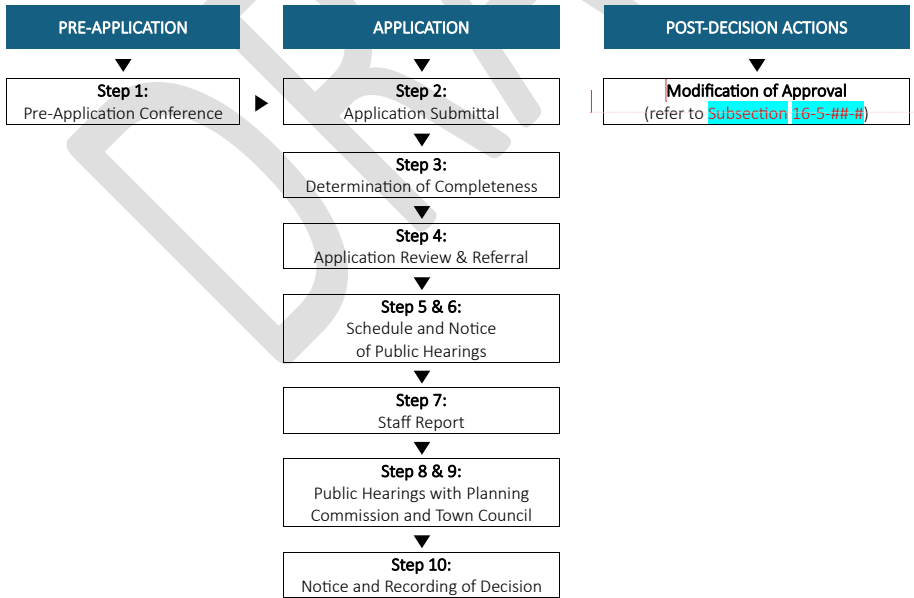 PRE-APPLICATION
Step 1:
Pre-Application Conference
APPLICATION
Step 2:
Application Submittal
Step 3:
Determination of Completeness
Step 4:
Application Review & Referral
Step 5 & 6:
Schedule and Notice
of Public Hearings
Step 7:
Staff Report
Step 8 & 9:
Public Hearings with Planning
Commission and Town Council
Step 10:
Notice and Recording of Decision
POST-DECISION ACTIONS
Modification of Approval
(refer to Subsection 16-5-##-#)